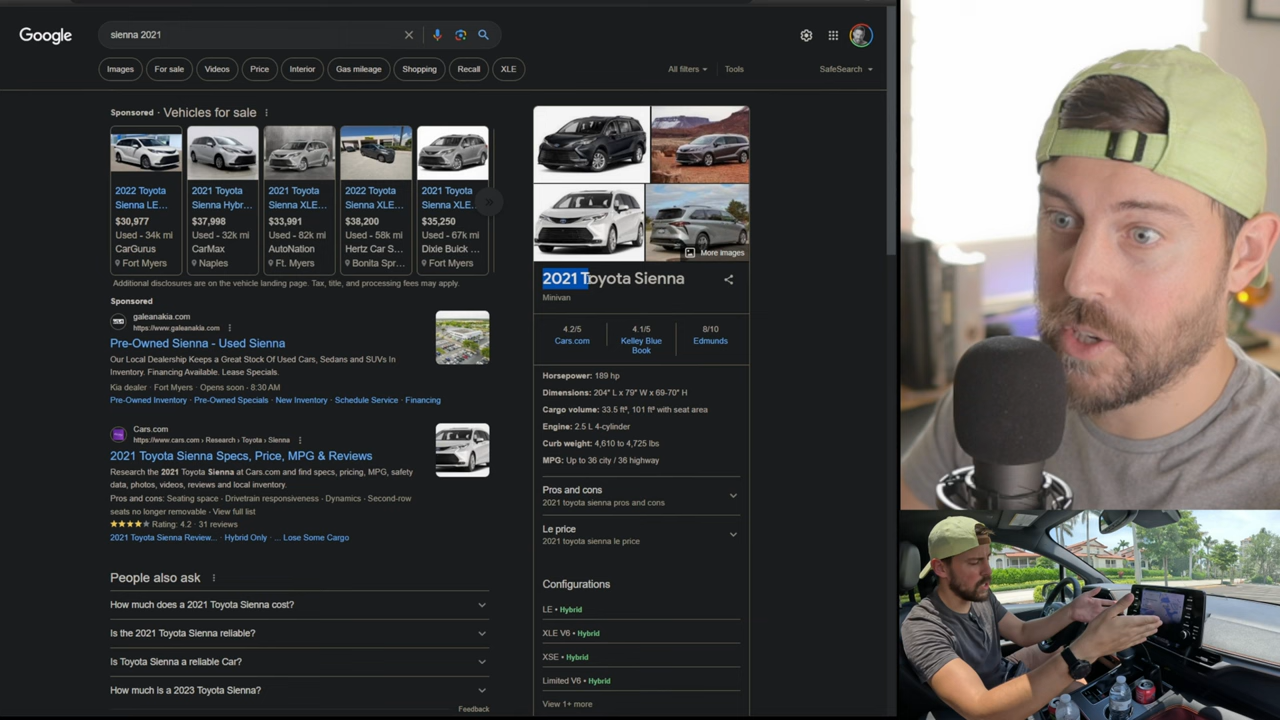 Google
sienna 2021
Images
For sale
Videos
Price
Interior
Gas mileage
Shopping
Recall
XLE
All filters
Tools
SafeSearch
Sponsored · Vehicles for sale
2022 Toyota
Sienna LE...
$30,977
Used - 34k mi
CarGurus
Fort Myers
2021 Toyota
Sienna Hybr...
$37,998
Used - 32k mi
CarMax
Naples
2021 Toyota
Sienna XLE...
$33,991
Used - 82k mi
AutoNation
Ft. Myers
2022 Toyota
Sienna XLE...
$38,200
Used - 58k mi
Hertz Car S...
Bonita Spr...
2021 Toyota
Sienna XLE...
$35,250
Used - 67k mi
Dixie Buick ...
Fort Myers
Additional disclosures are on the vehicle landing page. Tax, title, and processing fees may apply.
Sponsored
galeanakia.com
https://www.galeanakia.com
Pre-Owned Sienna - Used Sienna
Our Local Dealership Keeps a Great Stock Of Used Cars, Sedans and SUVs In
Inventory. Financing Available. Lease Specials.
Kia dealer · Fort Myers · Opens soon - 8:30 AM
Pre-Owned Inventory · Pre-Owned Specials · New Inventory · Schedule Service · Financing
Cars.com
https://www.cars.com › Research › Toyota › Sienna
2021 Toyota Sienna Specs, Price, MPG & Reviews
Research the 2021 Toyota Sienna at Cars.com and find specs, pricing, MPG, safety
data, photos, videos, reviews and local inventory.
Pros and cons: Seating space · Drivetrain responsiveness · Dynamics · Second-row
seats no longer removable · View full list
Rating: 4.2 · 31 reviews
2021 Toyota Sienna Review... · Hybrid Only · ... Lose Some Cargo
People also ask
How much does a 2021 Toyota Sienna cost?
Is the 2021 Toyota Sienna reliable?
Is Toyota Sienna a reliable Car?
How much is a 2023 Toyota Sienna?
Feedback
More images
2021 Toyota Sienna
Minivan
4.2/5
Cars.com
4.1/5
Kelley Blue
Book
8/10
Edmunds
Horsepower: 189 hp
Dimensions: 204″ L x 79″ W x 69-70″ H
Cargo volume: 33.5 ft³, 101 ft³ with seat area
Engine: 2.5 L 4-cylinder
Curb weight: 4,610 to 4,725 lbs
MPG: Up to 36 city / 36 highway
Pros and cons
2021 toyota sienna pros and cons
Le price
2021 toyota sienna le price
Configurations
LE • Hybrid
XLE V6 • Hybrid
XSE • Hybrid
Limited V6 • Hybrid
View 1+ more